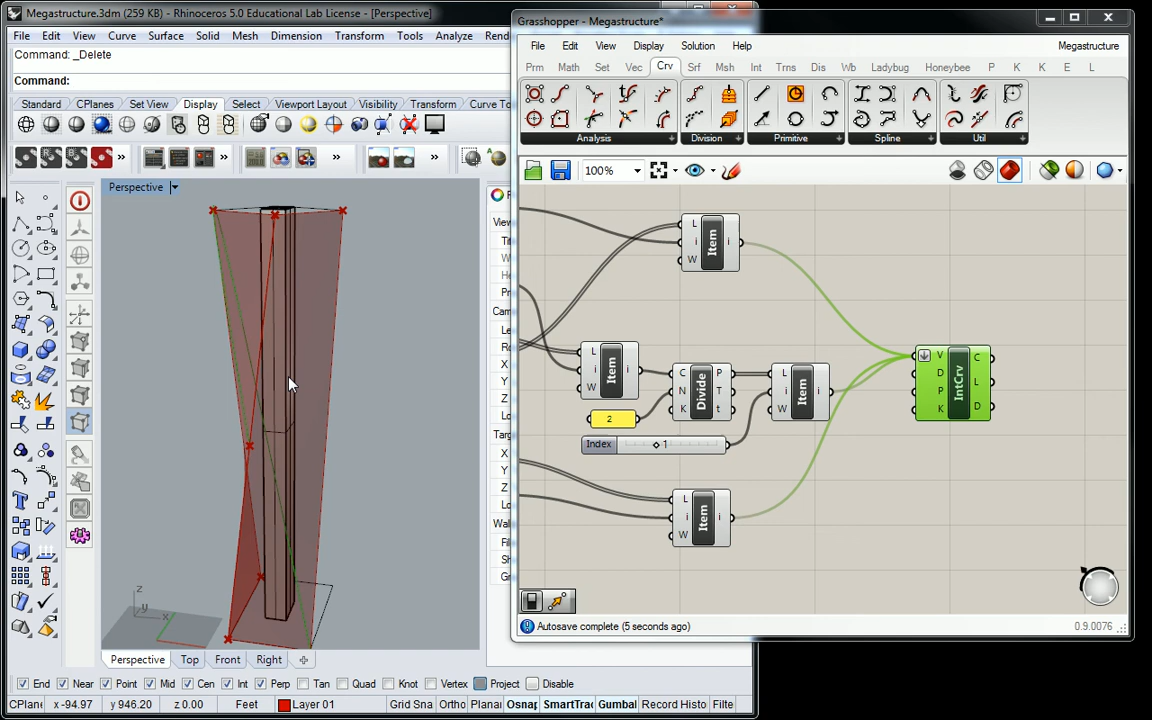 Megastructure.3dm (259 KB) - Rhinoceros 5.0 Educational Lab License - [Perspective]
File Edit View Curve Surface Solid Mesh Dimension Transform Tools Analyze
Command: _Delete
Command:
Standard CPlanes Set View Display Select Viewport Layout Visibility Transform
Perspective
z
y
x
Perspective Top Front Right
End Near Point Mid Cen Int Perp Tan Quad Knot Vertex Project Disable
x -94.97 y 946.20 z 0.00 Feet Layer 01 Grid Sna Ortho Planar Osnap SmartTrac Gumbal Record Histo Filte
Grasshopper - Megastructure*
File Edit View Display Solution Help Megastructure
Prm Math Set Vec Crv Srf Msh Int Trns Dis Wb Ladybug Honeybee P K K E L
Analysis Division Primitive Spline Util
100%
L i W Item i
L i W Item i
C N K Divide P T t
L i W Item i
2
Index 1
L i W Item i
V D P K IntCrv C L D
Autosave complete (5 seconds ago) 0.9.0076